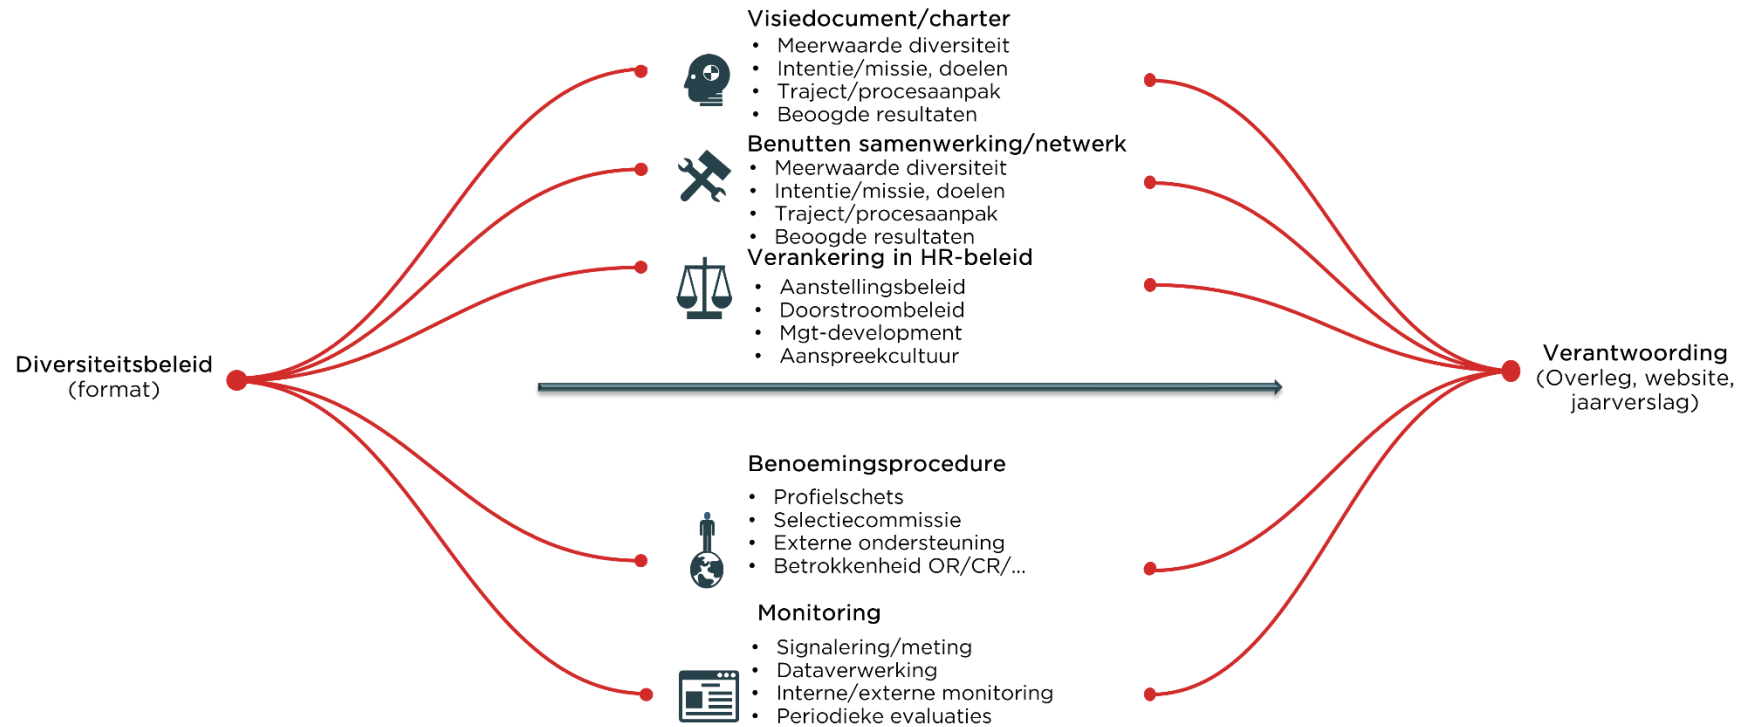 Visiedocument/charter
• Meerwaarde diversiteit
• Intentie/missie, doelen
• Traject/procesaanpak
• Beoogde resultaten
Benutten samenwerking/netwerk
• Meerwaarde diversiteit
• Intentie/missie, doelen
• Traject/procesaanpak
• Beoogde resultaten
Verankering in HR-beleid
• Aanstellingsbeleid
• Doorstroombeleid
• Mgt-development
• Aanspreekcultuur
Diversiteitsbeleid
(format)
Verantwoording
(Overleg, website,
jaarverslag)
Benoemingsprocedure
• Profielschets
• Selectiecommissie
• Externe ondersteuning
• Betrokkenheid OR/CR/...
Monitoring
• Signalering/meting
• Dataverwerking
• Interne/externe monitoring
• Periodieke evaluaties